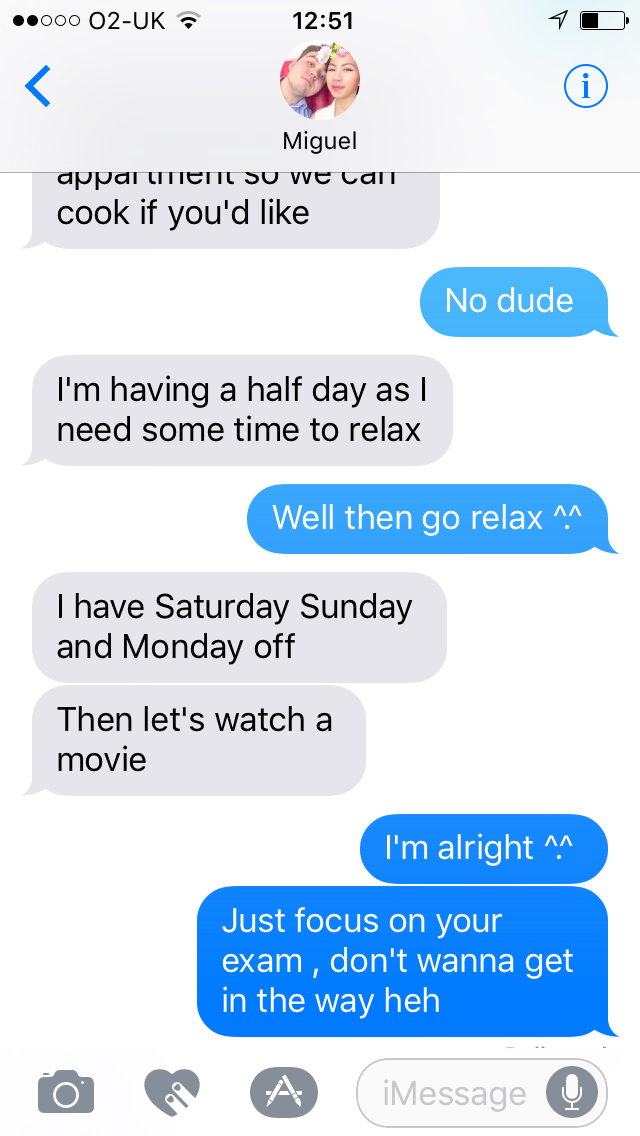 O2-UK 12:51
Miguel
appartment so we can
cook if you'd like
No dude
I'm having a half day as I
need some time to relax
Well then go relax ^.^
I have Saturday Sunday
and Monday off
Then let's watch a
movie
I'm alright ^.^
Just focus on your
exam , don't wanna get
in the way heh
iMessage